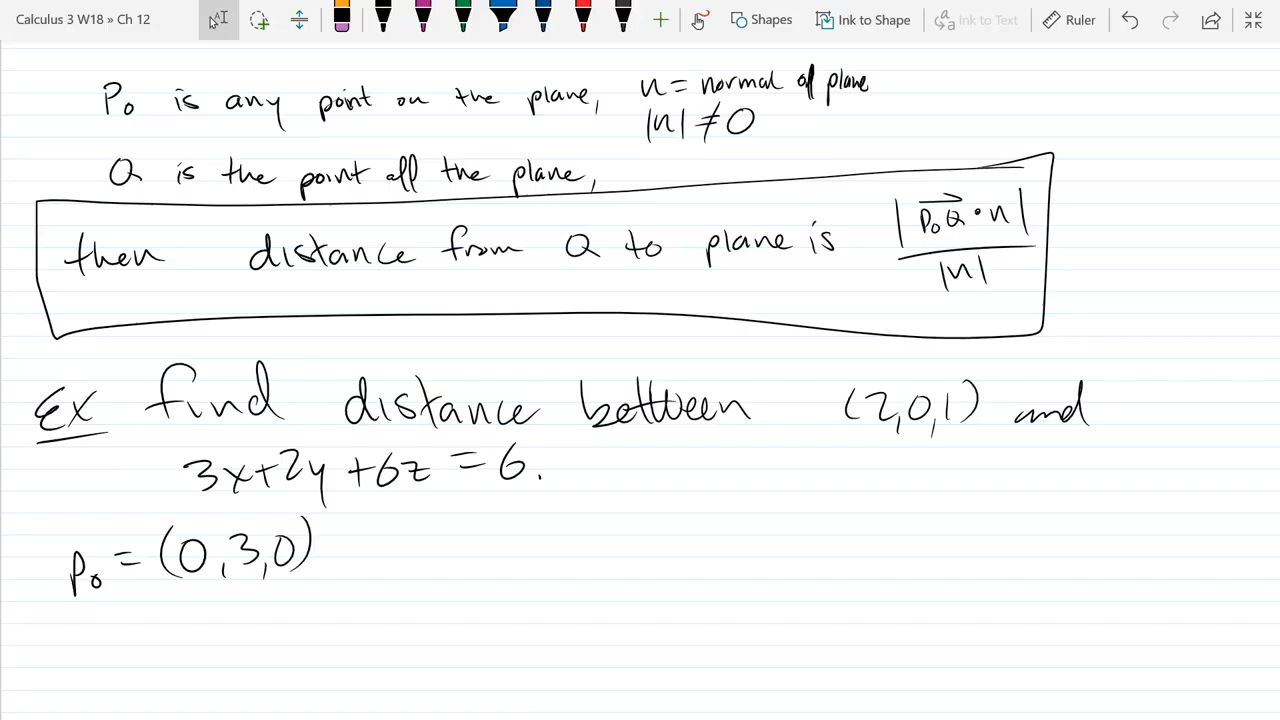 Calculus 3 W18 » Ch 12
Shapes
Ink to Shape
Ink to Text
Ruler
P₀ is any point on the plane, n = normal of plane
|n| ≠ 0
Q is the point off the plane,
then distance from Q to plane is |P₀Q⃗ · n| / |n|
Ex find distance between (2,0,1) and
3x+2y+6z = 6.
P₀ = (0,3,0)